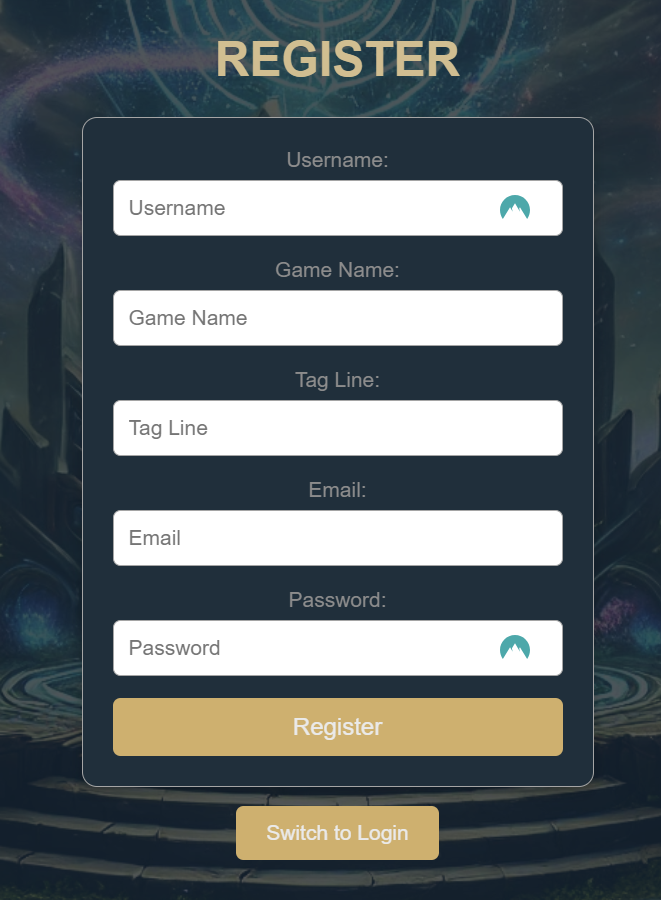 REGISTER
Username:
Username
Game Name:
Game Name
Tag Line:
Tag Line
Email:
Email
Password:
Password
Register
Switch to Login